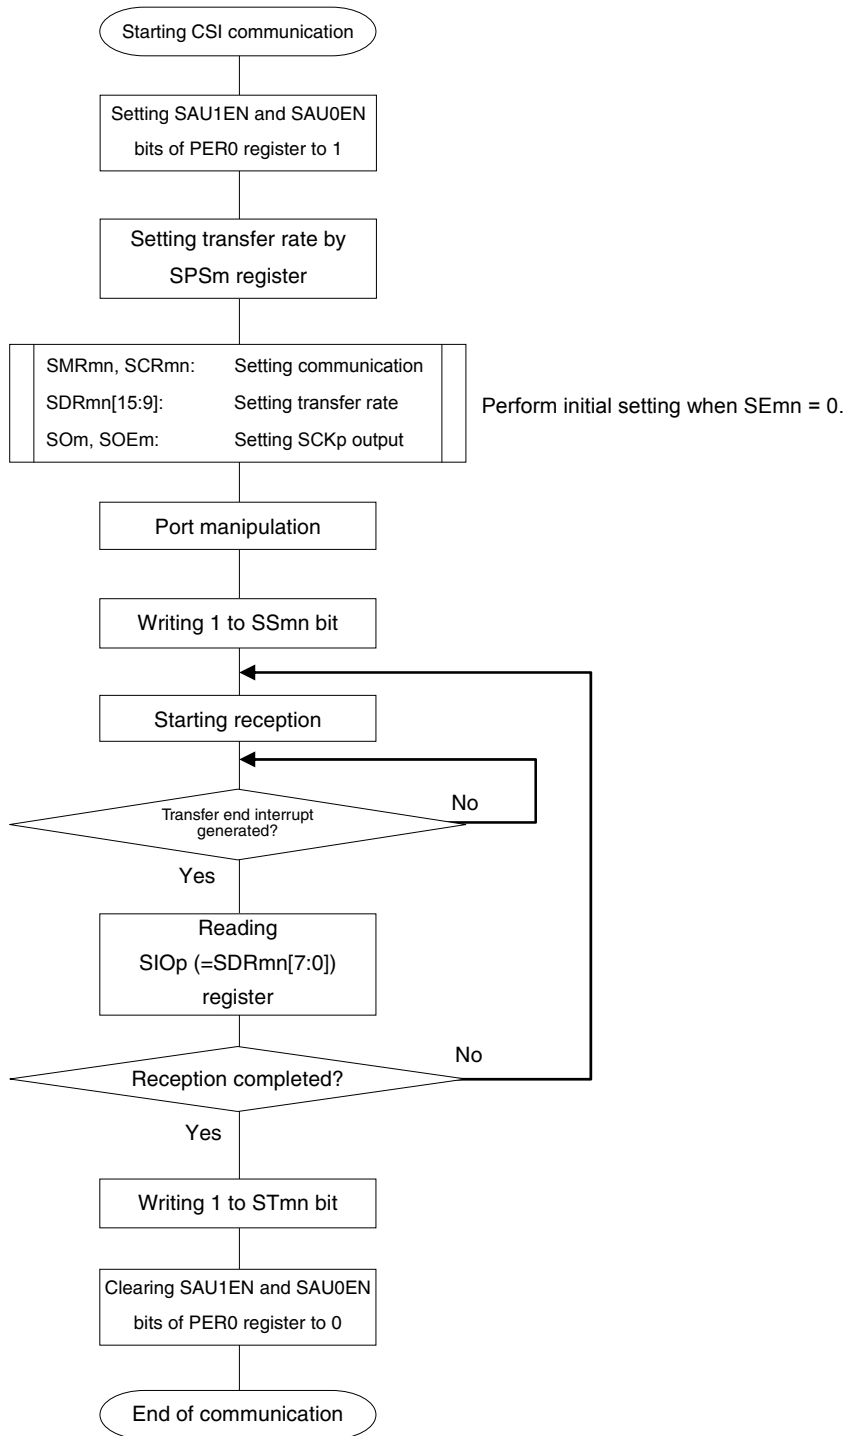 Starting CSI communication
Setting SAU1EN and SAU0EN
bits of PER0 register to 1
Setting transfer rate by
SPSm register
SMRmn, SCRmn: Setting communication
SDRmn[15:9]: Setting transfer rate
SOm, SOEm: Setting SCKp output
Perform initial setting when SEmn = 0.
Port manipulation
Writing 1 to SSmn bit
Starting reception
Transfer end interrupt
generated?
No
Yes
Reading
SIOp (=SDRmn[7:0])
register
Reception completed?
No
Yes
Writing 1 to STmn bit
Clearing SAU1EN and SAU0EN
bits of PER0 register to 0
End of communication